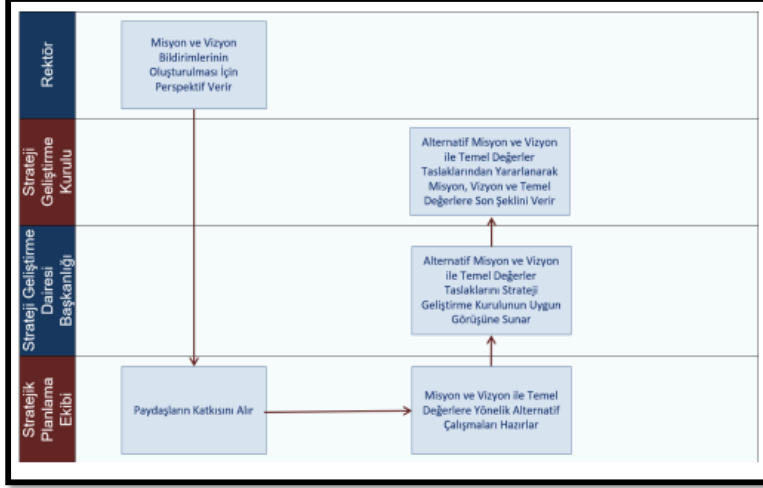 Rektör
Misyon ve Vizyon
Bildirimlerinin
Oluşturulması İçin
Perspektif Verir
Strateji
Geliştirme
Kurulu
Alternatif Misyon ve Vizyon
ile Temel Değerler
Taslaklarından Yararlanarak
Misyon, Vizyon ve Temel
Değerlere Son Şeklini Verir
Strateji Geliştirme
Dairesi
Başkanlığı
Alternatif Misyon ve Vizyon
ile Temel Değerler
Taslaklarını Strateji
Geliştirme Kurulunun Uygun
Görüşüne Sunar
Stratejik
Planlama
Ekibi
Paydaşların Katkısını Alır
Misyon ve Vizyon ile Temel
Değerlere Yönelik Alternatif
Çalışmaları Hazırlar